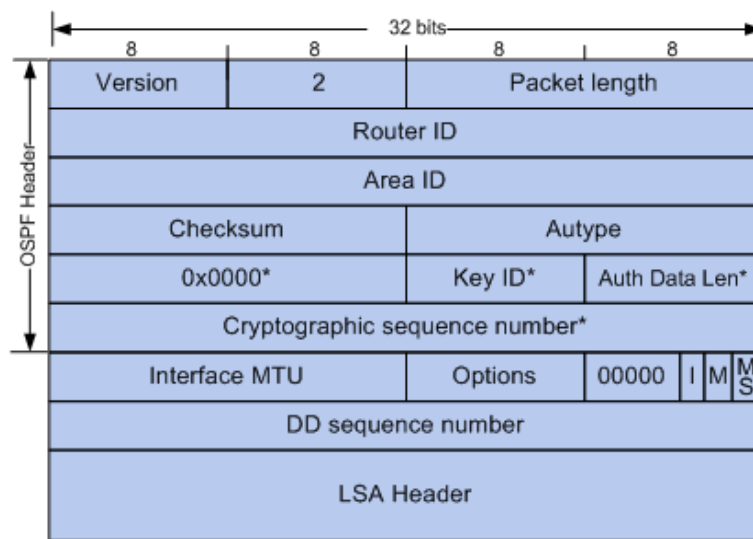 32 bits
8 8 8 8
Version 2 Packet length
Router ID
Area ID
Checksum Autype
0x0000* Key ID* Auth Data Len*
Cryptographic sequence number*
OSPF Header
Interface MTU Options 00000 I M MS
DD sequence number
LSA Header